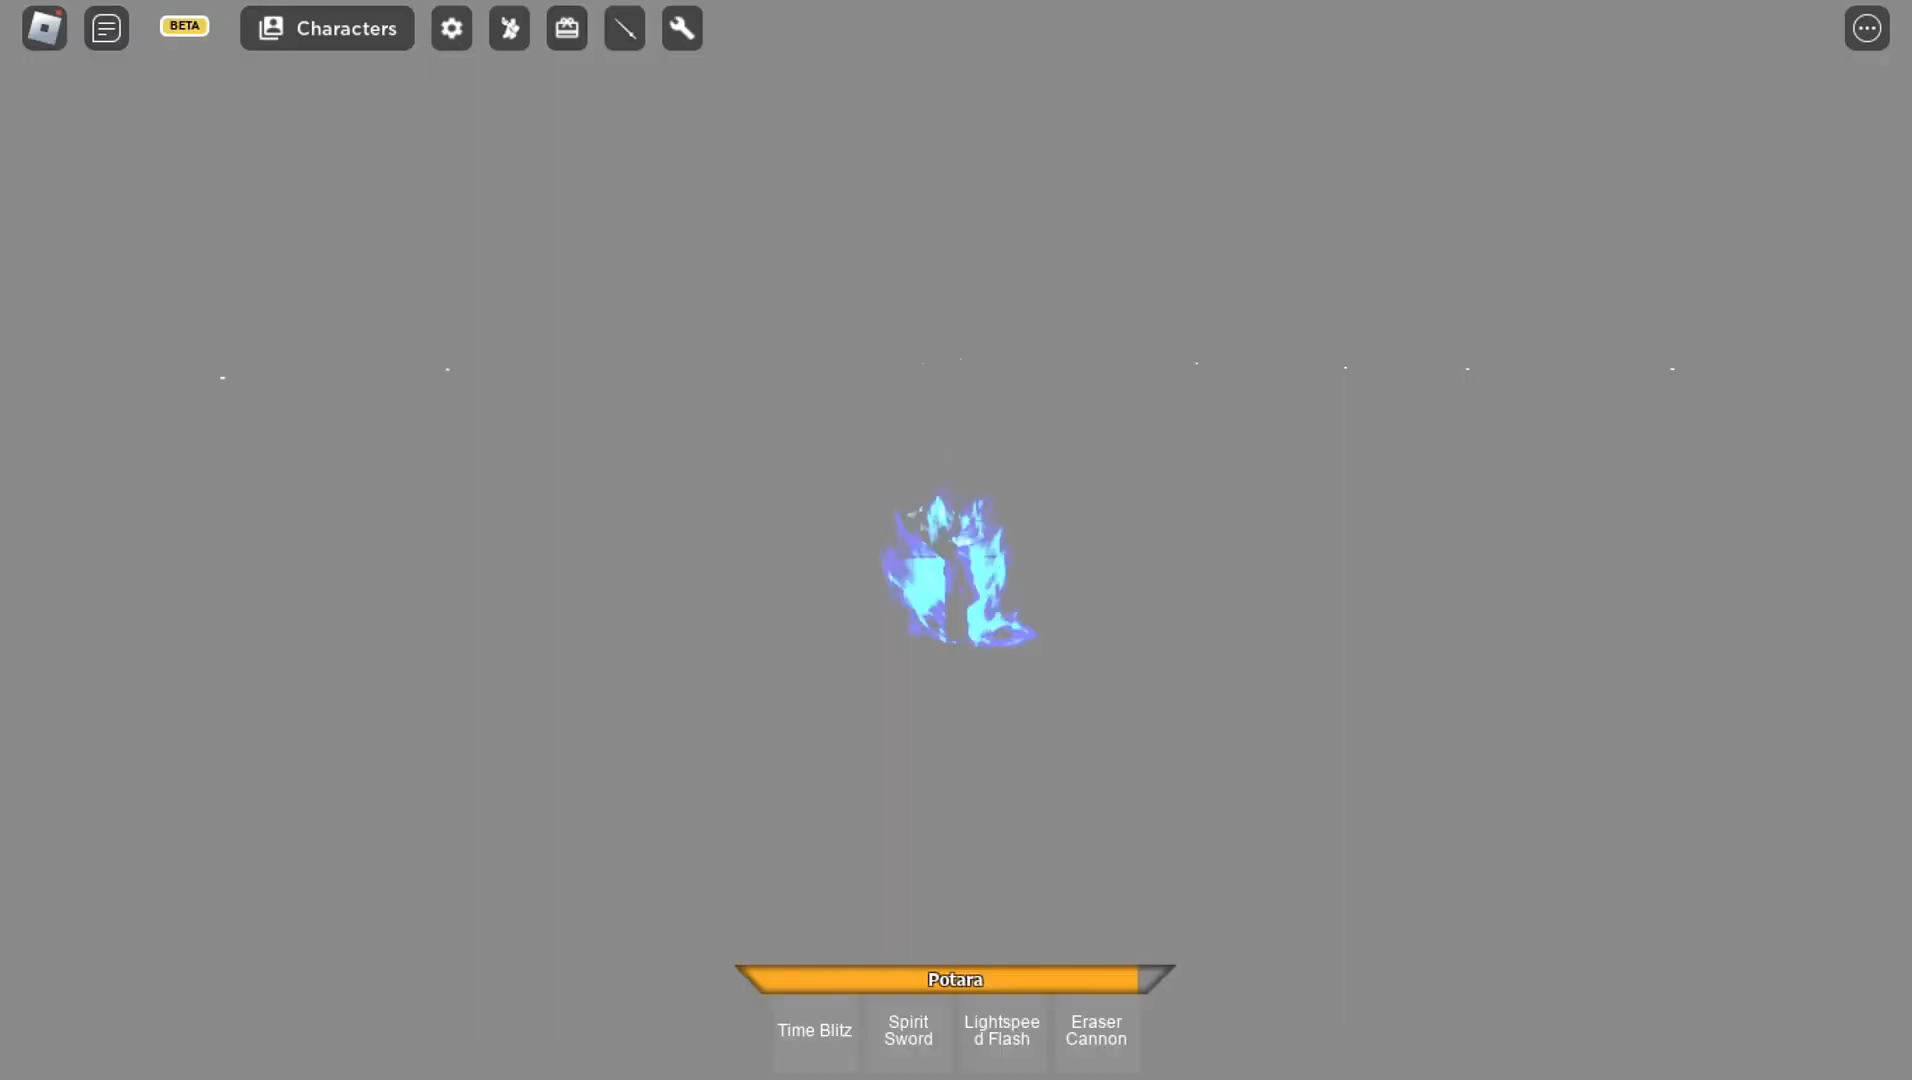 BETA
Characters
Potara
Time Blitz
Spirit
Sword
Lightspee
d Flash
Eraser
Cannon